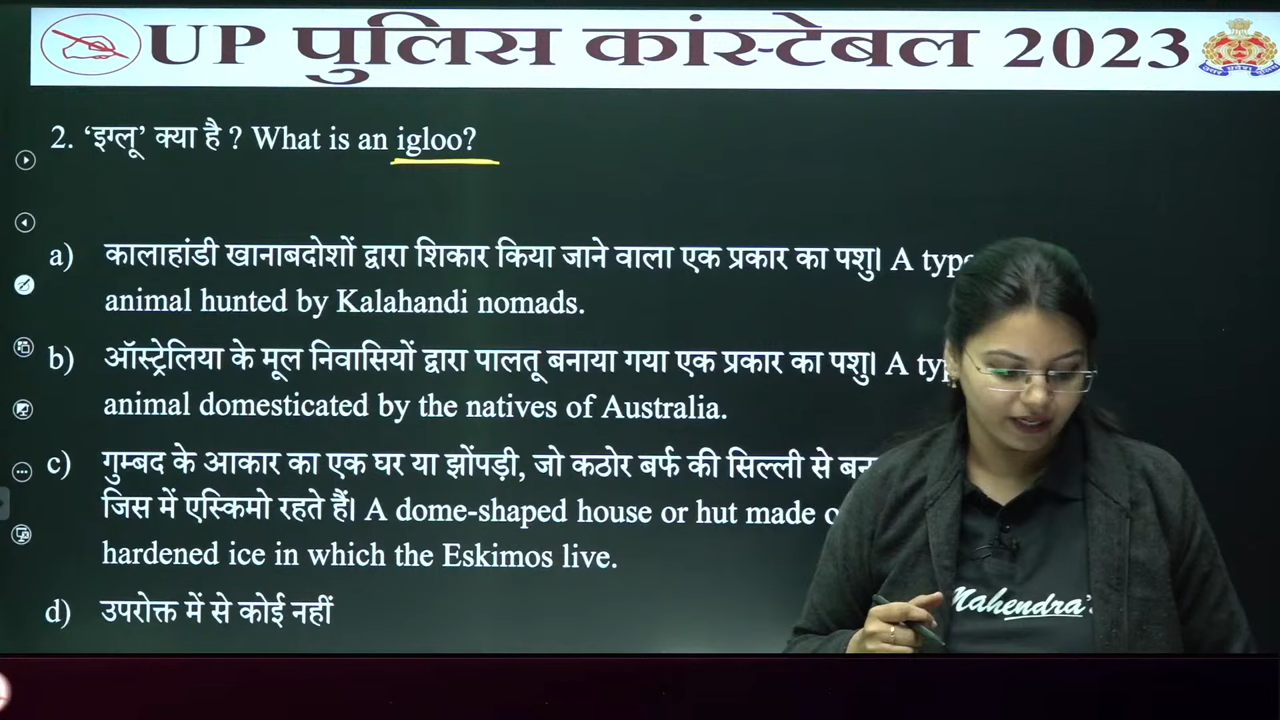 UP पुलिस कांस्टेबल 2023
2. ‘इग्लू’ क्या है ? What is an igloo?
a) कालाहांडी खानाबदोशों द्वारा शिकार किया जाने वाला एक प्रकार का पशु। A type
animal hunted by Kalahandi nomads.
b) ऑस्ट्रेलिया के मूल निवासियों द्वारा पालतू बनाया गया एक प्रकार का पशु। A
animal domesticated by the natives of Australia.
c) गुम्बद के आकार का एक घर या झोंपड़ी, जो कठोर बर्फ की सिल्ली से
जिस में एस्किमो रहते हैं। A dome-shaped house or hut made
hardened ice in which the Eskimos live.
d) उपरोक्त में से कोई नहीं
Mahendra's